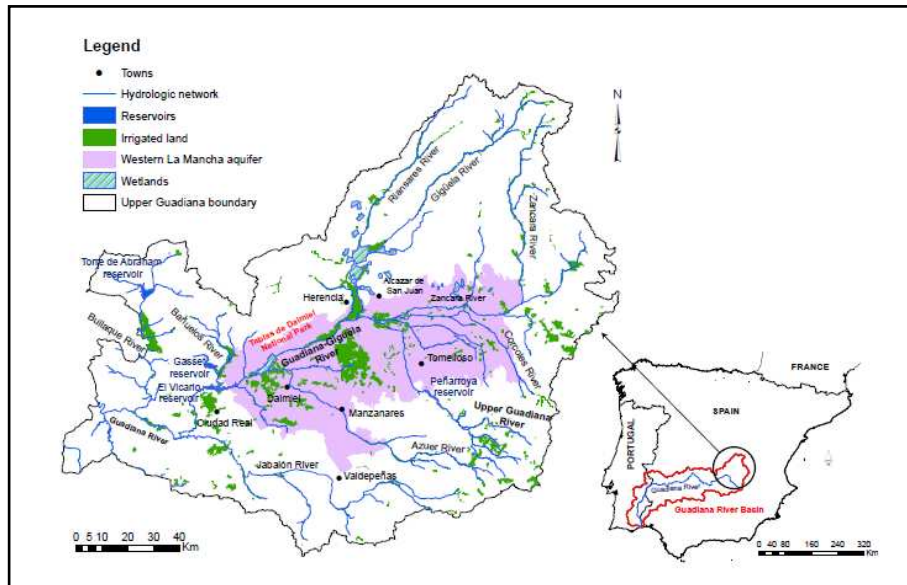 Legend
Towns
Hydrologic network
Reservoirs
Irrigated land
Western La Mancha aquifer
Wetlands
Upper Guadiana boundary
N
Riansares River
Gigüela River
Zancara River
Torre de Abraham
reservoir
Bullaque River
Bañuelos River
Herencia
Alcazar de
San Juan
Zancara River
Tablas de Daimiel
National Park
Guadiana-Gigüela
River
Gasset
reservoir
El Vicario
reservoir
Tomelloso
Corcoles River
Peñarroya
reservoir
Daimiel
Manzanares
Upper Guadiana
River
Ciudad Real
Guadiana River
Azuer River
Jabalón River
Valdepeñas
0 5 10 20 30 40
Km
FRANCE
SPAIN
PORTUGAL
Guadiana River
Guadiana River Basin
0 40 80 160 240 320
Km